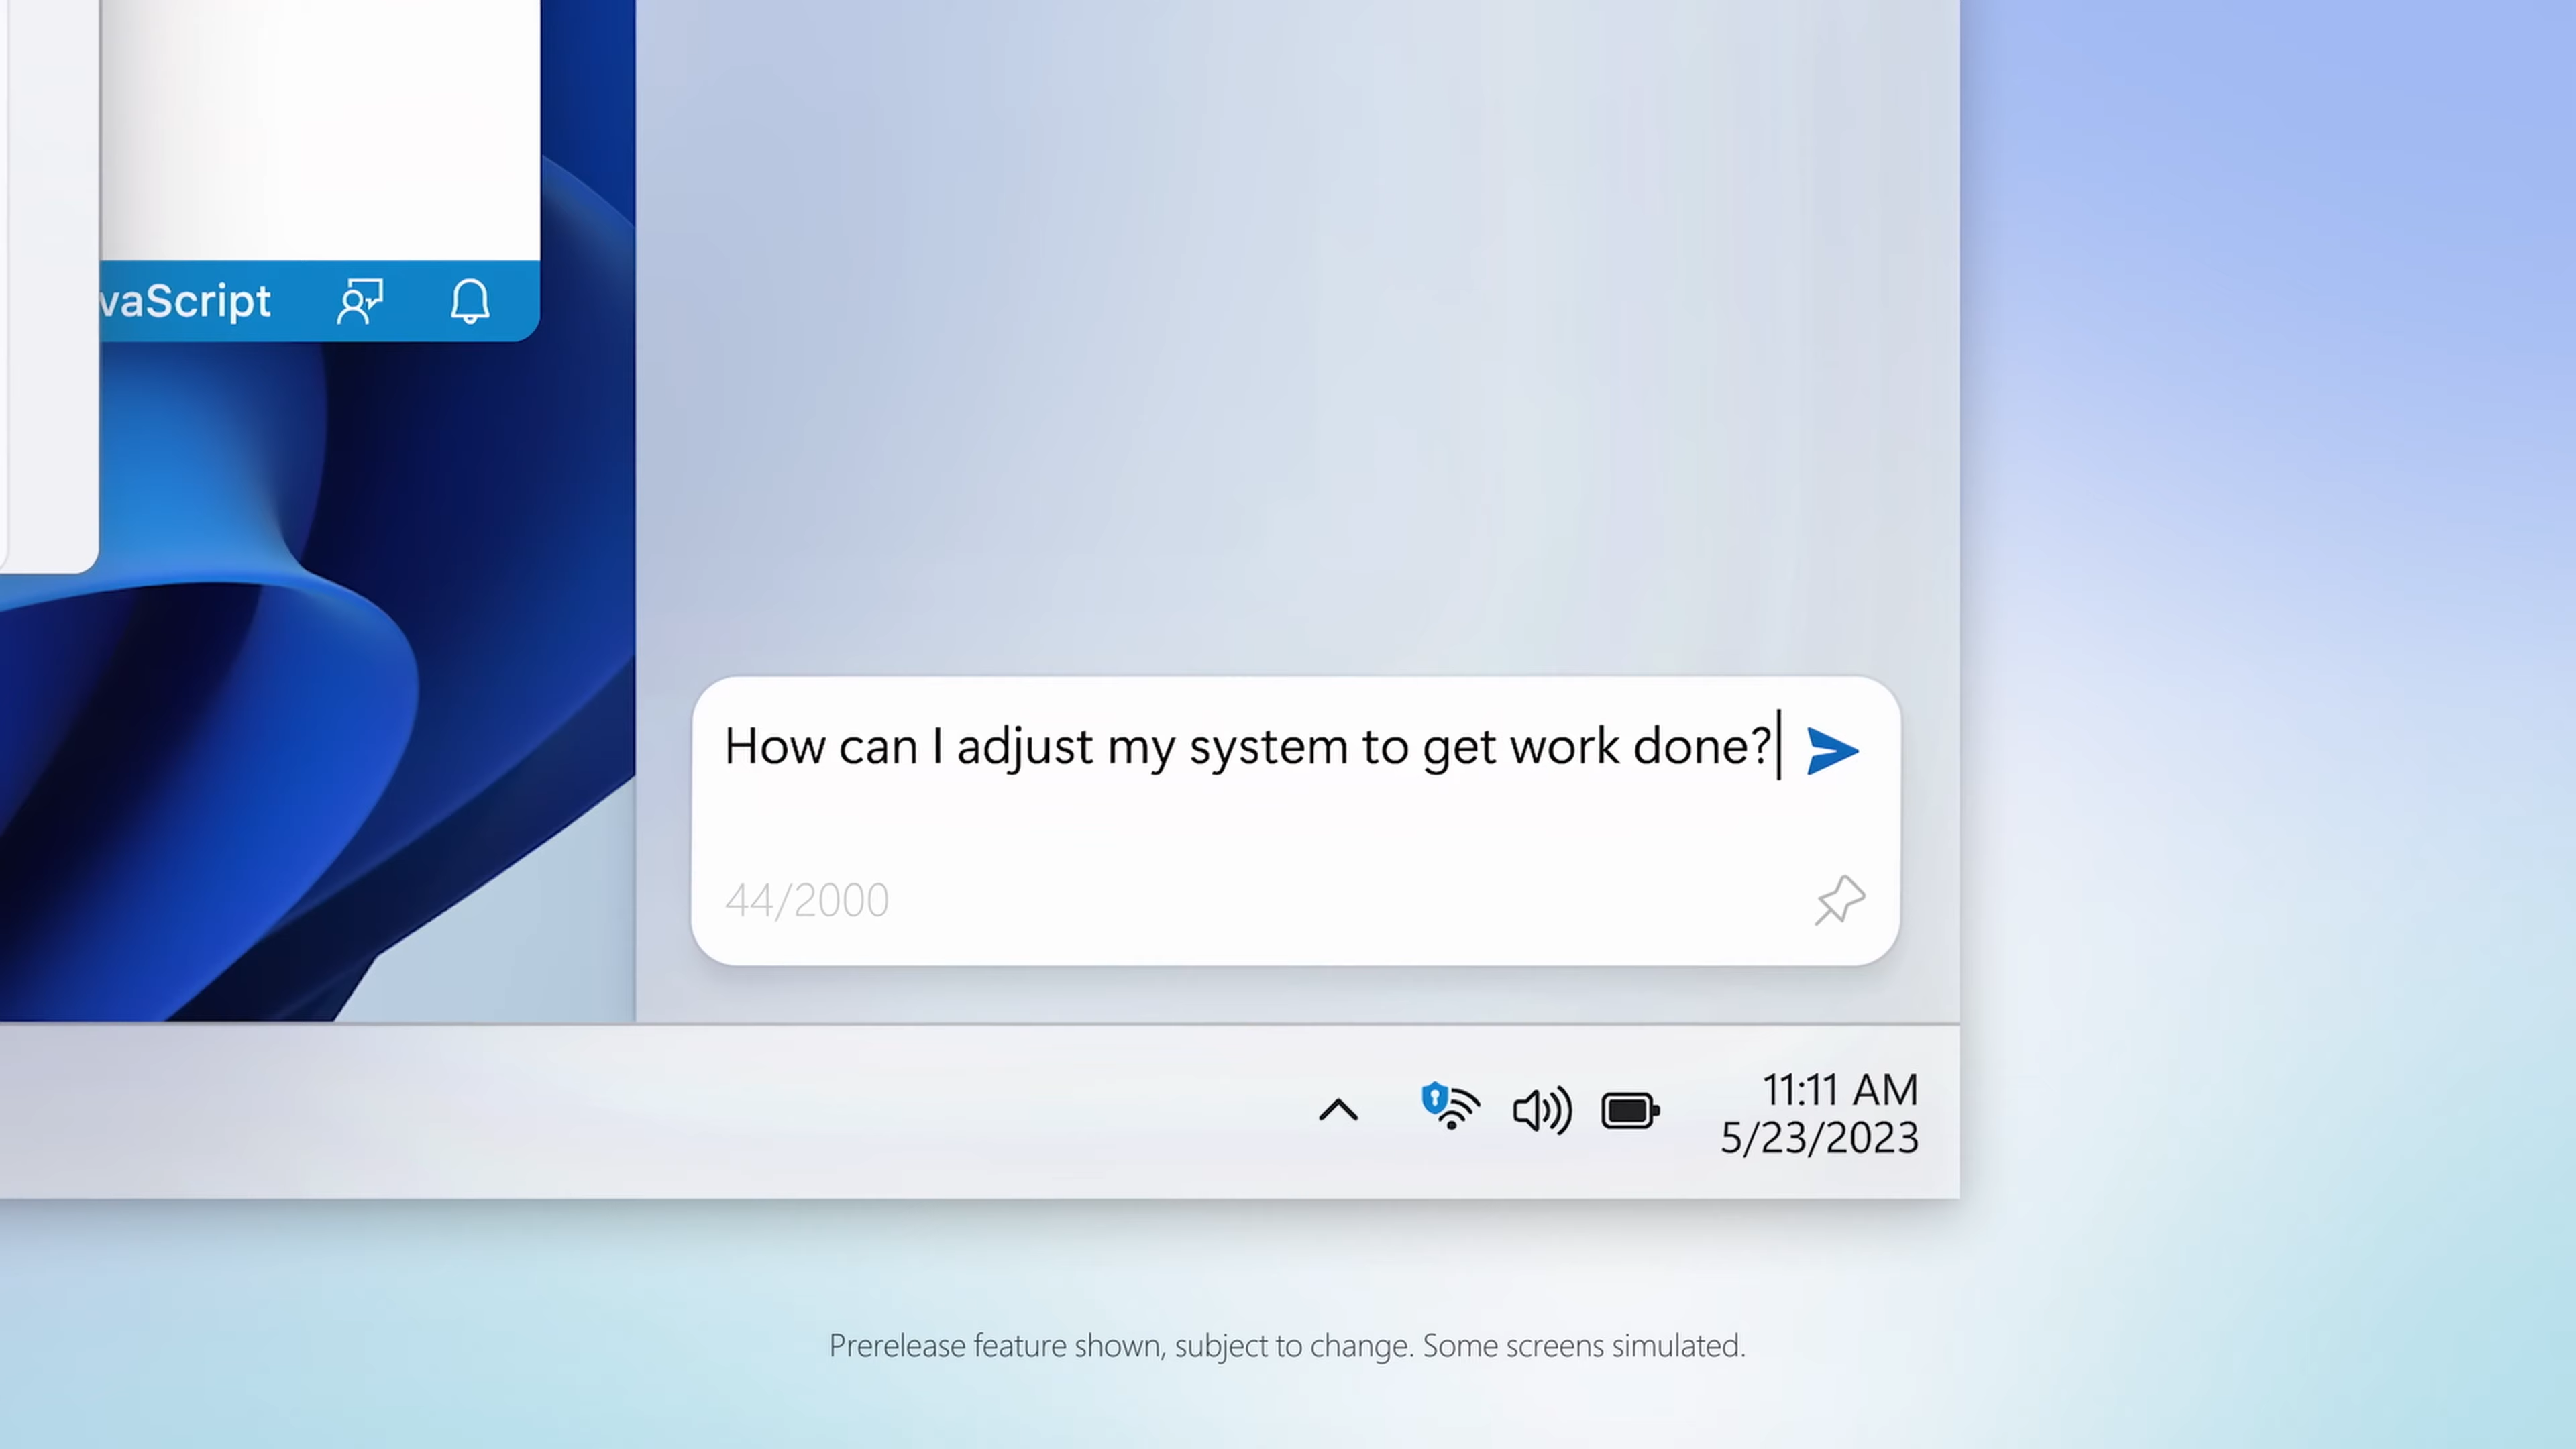 vaScript
How can I adjust my system to get work done?
44/2000
11:11 AM
5/23/2023
Prerelease feature shown, subject to change. Some screens simulated.